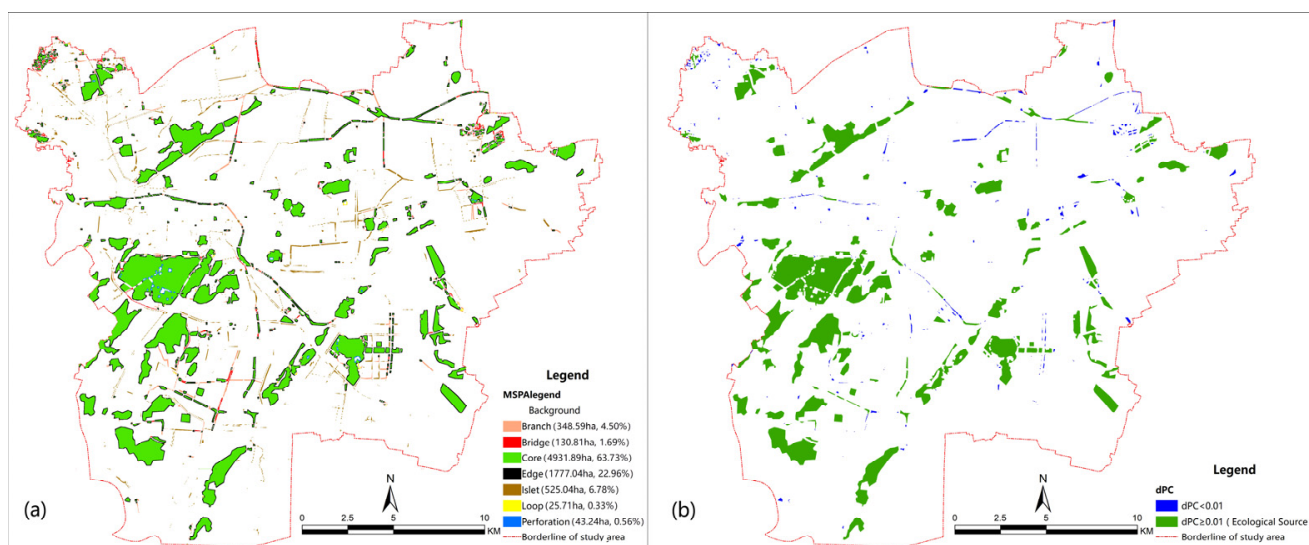 Legend
MSPAlegend
Background
Branch (348.59ha, 4.50%)
Bridge (130.81ha, 1.69%)
Core (4931.89ha, 63.73%)
Edge (1777.04ha, 22.96%)
Islet (525.04ha, 6.78%)
Loop (25.71ha, 0.33%)
Perforation (43.24ha, 0.56%)
Borderline of study area
N
0 2.5 5 10
KM
(a)
Legend
dPC
dPC<0.01
dPC≥0.01 ( Ecological Source
Borderline of study area
N
0 2.5 5 10
KM
(b)